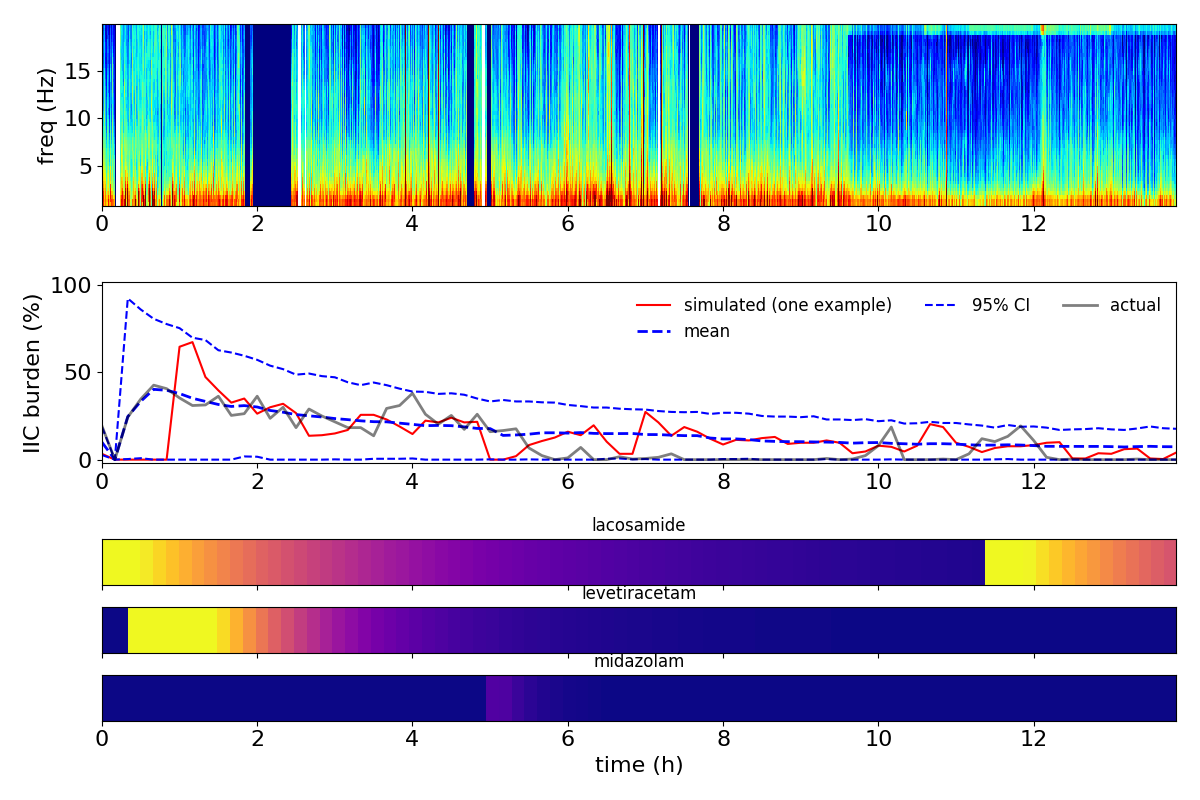 freq (Hz)
15
10
5
0 2 4 6 8 10 12
IIC burden (%)
100
50
0
simulated (one example)
mean
95% CI
actual
0 2 4 6 8 10 12
lacosamide
levetiracetam
midazolam
0 2 4 6 8 10 12
time (h)